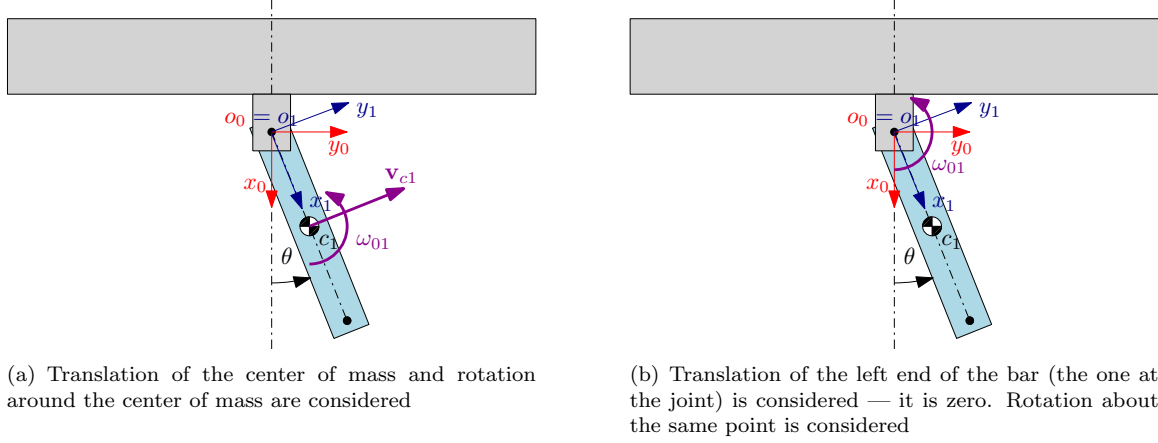 o₀ = o₁
y₁
y₀
x₀
x₁
v_c1
c₁
ω₀₁
θ
(a) Translation of the center of mass and rotation
around the center of mass are considered
o₀ = o₁
y₁
y₀
ω₀₁
x₀
x₁
c₁
θ
(b) Translation of the left end of the bar (the one at
the joint) is considered — it is zero. Rotation about
the same point is considered